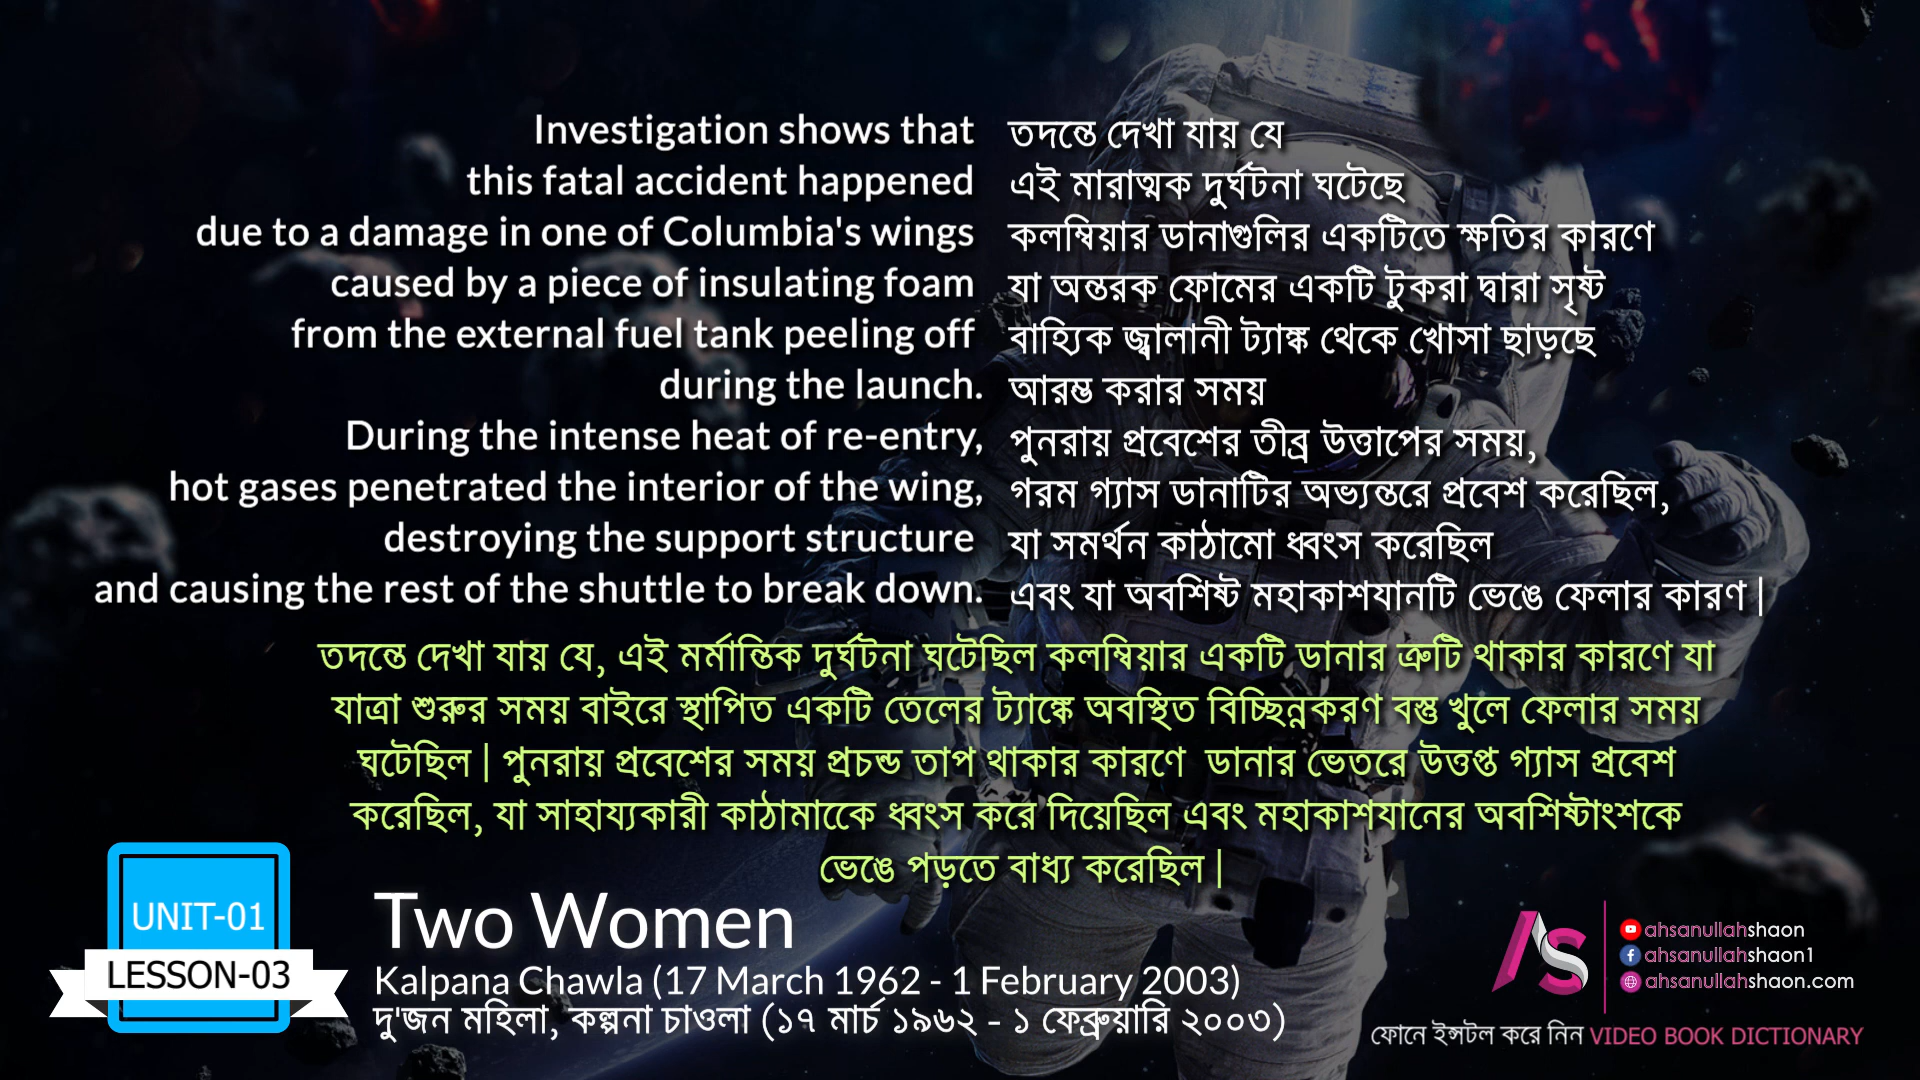 Investigation shows that
this fatal accident happened
due to a damage in one of Columbia's wings
caused by a piece of insulating foam
from the external fuel tank peeling off
during the launch.
During the intense heat of re-entry,
hot gases penetrated the interior of the wing,
destroying the support structure
and causing the rest of the shuttle to break down.
তদন্তে দেখা যায় যে
এই মারাত্মক দুর্ঘটনা ঘটেছে
কলম্বিয়ার ডানাগুলির একটিতে ক্ষতির কারণে
যা অন্তরক ফোমের একটি টুকরা দ্বারা সৃষ্ট
বাহ্যিক জ্বালানী ট্যাঙ্ক থেকে খোসা ছাড়ছে
আরম্ভ করার সময়
পুনরায় প্রবেশের তীব্র উত্তাপের সময়,
গরম গ্যাস ডানাটির অভ্যন্তরে প্রবেশ করেছিল,
যা সমর্থন কাঠামো ধ্বংস করেছিল
এবং যা অবশিষ্ট মহাকাশযানটি ভেঙে ফেলার কারণ |
তদন্তে দেখা যায় যে, এই মর্মান্তিক দুর্ঘটনা ঘটেছিল কলম্বিয়ার একটি ডানার ত্রুটি থাকার কারণে যা
যাত্রা শুরুর সময় বাইরে স্থাপিত একটি তেলের ট্যাঙ্কে অবস্থিত বিচ্ছিন্নকরণ বস্তু খুলে ফেলার সময়
ঘটেছিল | পুনরায় প্রবেশের সময় প্রচন্ড তাপ থাকার কারণে ডানার ভেতরে উত্তপ্ত গ্যাস প্রবেশ
করেছিল, যা সাহায্যকারী কাঠামাকেে ধ্বংস করে দিয়েছিল এবং মহাকাশযানের অবশিষ্টাংশকে
ভেঙে পড়তে বাধ্য করেছিল |
UNIT-01
LESSON-03
Two Women
Kalpana Chawla (17 March 1962 - 1 February 2003)
দু'জন মহিলা, কল্পনা চাওলা (১৭ মার্চ ১৯৬২ - ১ ফেব্রুয়ারি ২০০৩)
AS
ahsanullahshaon
ahsanullahshaon1
ahsanullahshaon.com
ফোনে ইন্সটল করে নিন VIDEO BOOK DICTIONARY